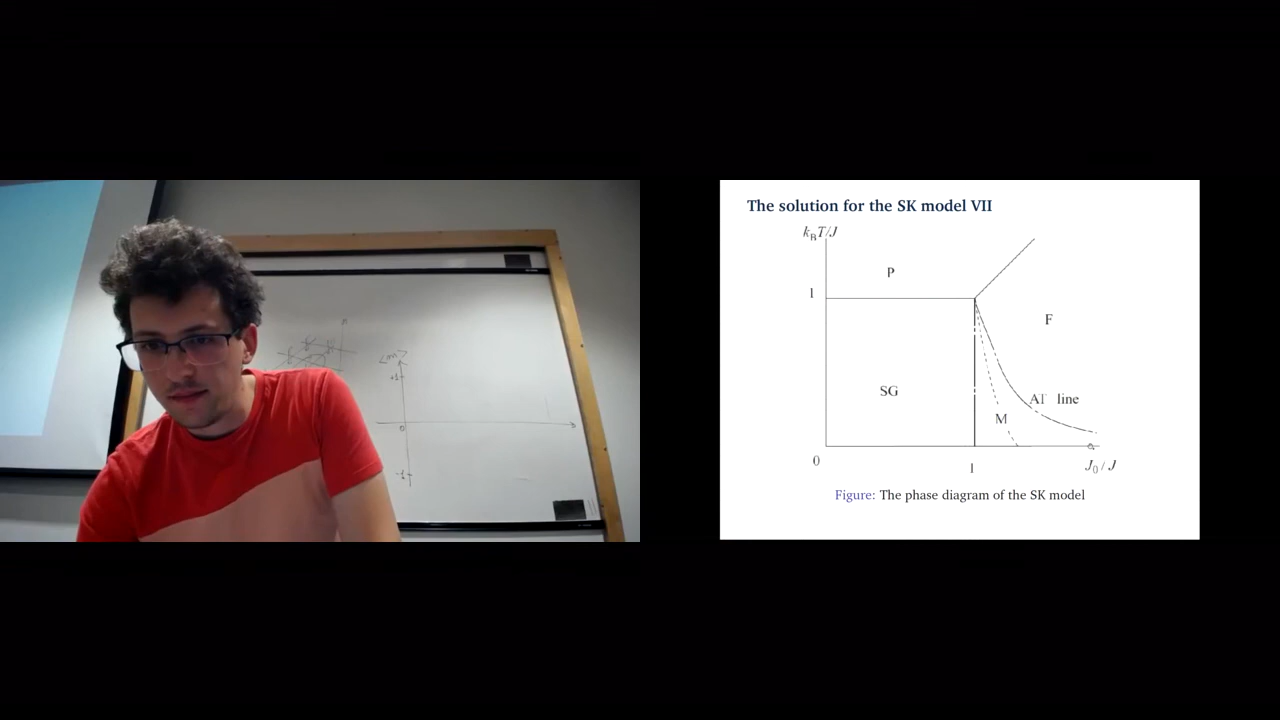 <m>
+1
0
-1
The solution for the SK model VII
k_B T/J
P
1
F
SG
AT line
M
0
1
J_0 / J
Figure: The phase diagram of the SK model